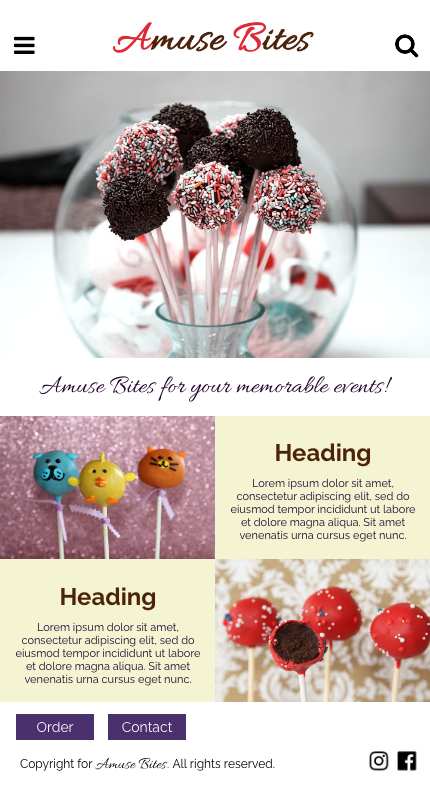 Amuse Bites
Amuse Bites for your memorable events!
Heading
Lorem ipsum dolor sit amet,
consectetur adipiscing elit, sed do
eiusmod tempor incididunt ut labore
et dolore magna aliqua. Sit amet
venenatis urna cursus eget nunc.
Heading
Lorem ipsum dolor sit amet,
consectetur adipiscing elit, sed do
eiusmod tempor incididunt ut labore
et dolore magna aliqua. Sit amet
venenatis urna cursus eget nunc.
Order
Contact
Copyright for Amuse Bites. All rights reserved.